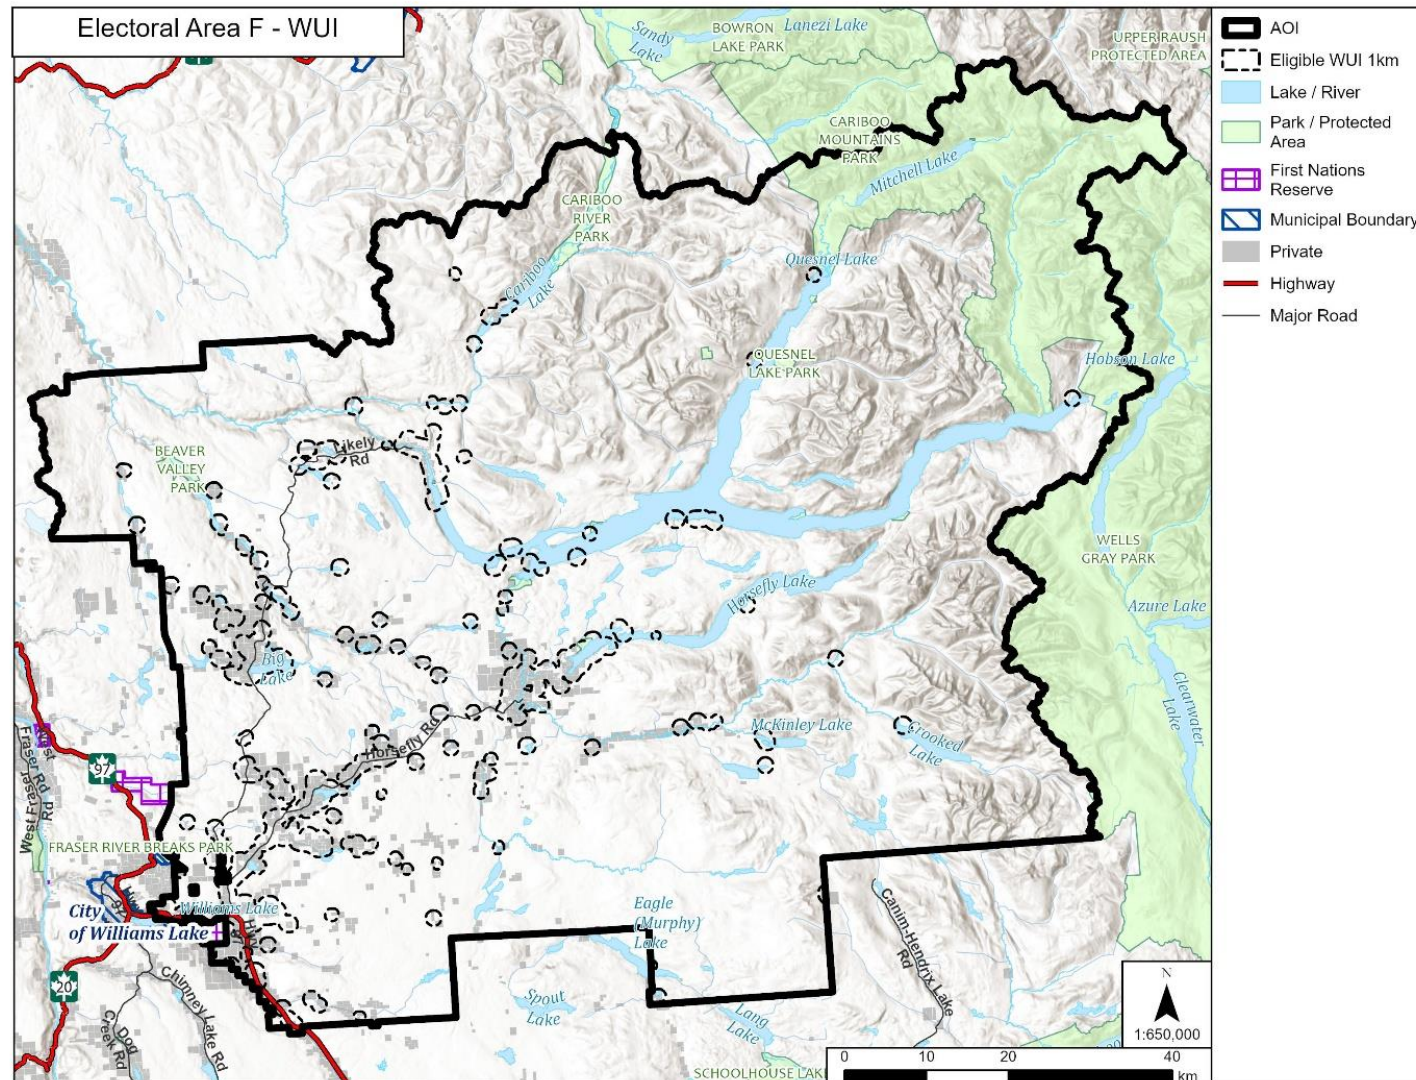 Electoral Area F - WUI
Sandy
Lake
BOWRON
LAKE PARK
Lanezi Lake
UPPER RAUSH
PROTECTED AREA
CARIBOO
MOUNTAINS
PARK
Mitchell Lake
CARIBOO
RIVER
PARK
Cariboo
Lake
Quesnel Lake
QUESNEL
LAKE PARK
Hobson Lake
BEAVER
VALLEY
PARK
Likely
Rd
WELLS
GRAY PARK
Azure Lake
Horsefly Lake
Big
Lake
Clearwater
Lake
Horsefly Rd
McKinley Lake
Crooked
Lake
West
Fraser Rd
97
West Fraser
Rd
FRASER RIVER BREAKS PARK
Hwy
97
City
of Williams Lake
Williams Lake
Hwy
Eagle
(Murphy)
Lake
Canim-Hendrix Lake
Rd
20
Chimney Lake Rd
Dog
Creek Rd
Spout
Lake
Lang
Lake
SCHOOLHOUSE LAKE
AOI
Eligible WUI 1km
Lake / River
Park / Protected
Area
First Nations
Reserve
Municipal Boundary
Private
Highway
Major Road
N
1:650,000
0 10 20 40
km